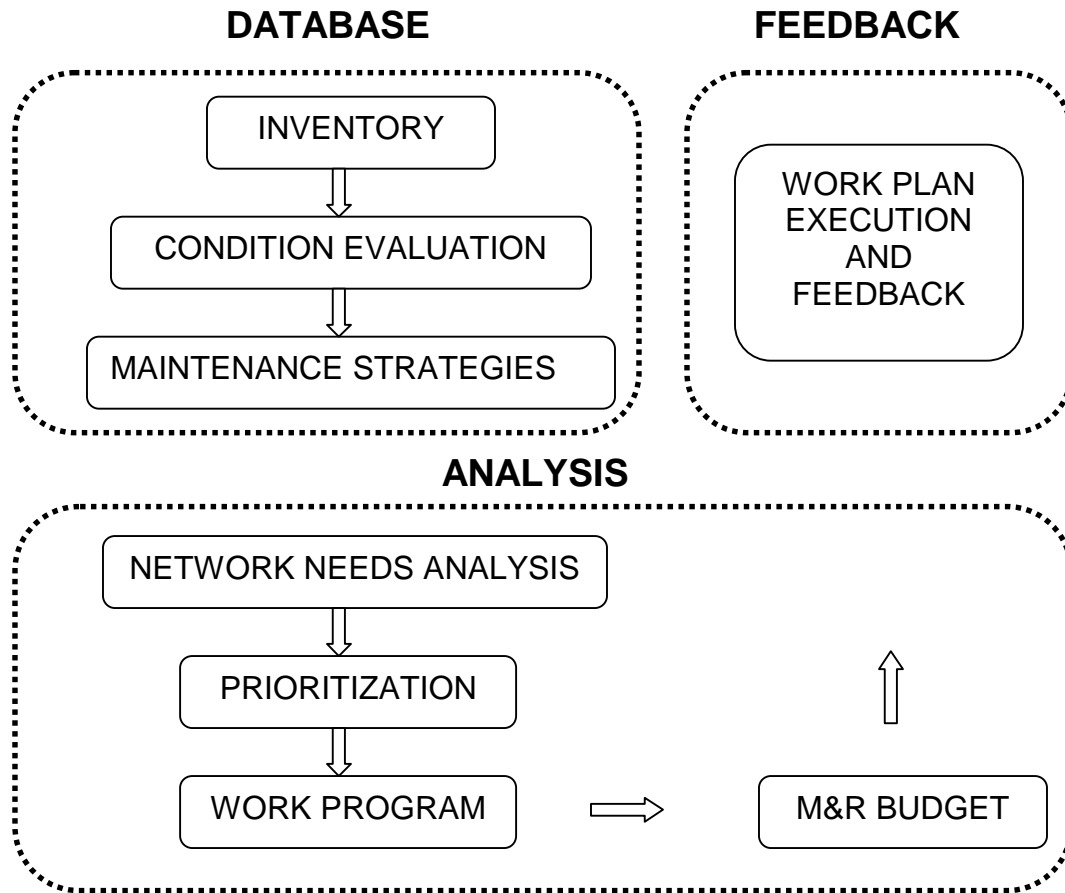 DATABASE
INVENTORY
CONDITION EVALUATION
MAINTENANCE STRATEGIES
FEEDBACK
WORK PLAN
EXECUTION
AND
FEEDBACK
ANALYSIS
NETWORK NEEDS ANALYSIS
PRIORITIZATION
WORK PROGRAM
M&R BUDGET